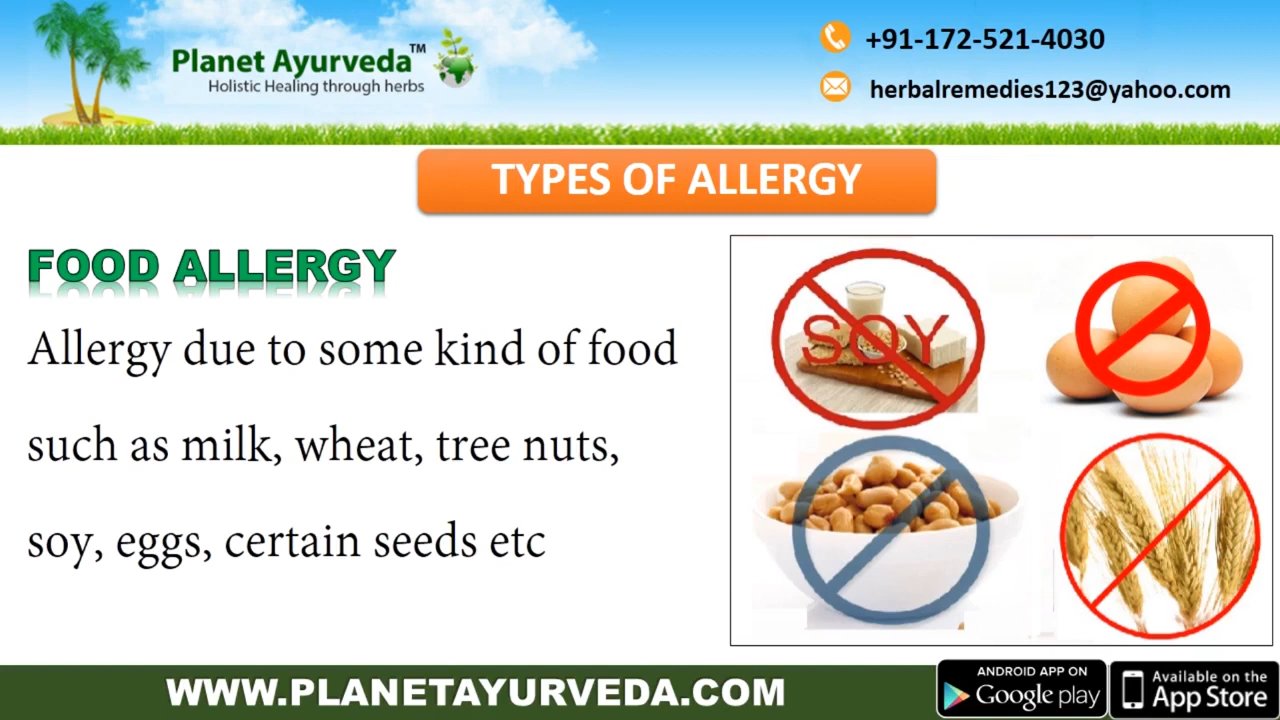 Planet Ayurveda™
Holistic Healing through herbs
+91-172-521-4030
herbalremedies123@yahoo.com
TYPES OF ALLERGY
FOOD ALLERGY
Allergy due to some kind of food
such as milk, wheat, tree nuts,
soy, eggs, certain seeds etc
SOY
WWW.PLANETAYURVEDA.COM
ANDROID APP ON
Google play
Available on the
App Store